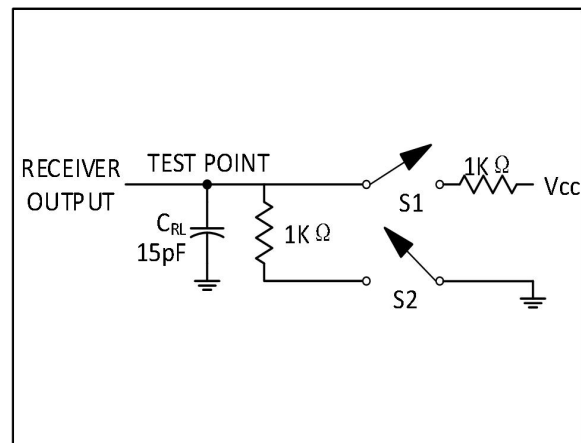 RECEIVER
OUTPUT
TEST POINT
C_RL
15pF
1K Ω
S1
1K Ω
Vcc
S2